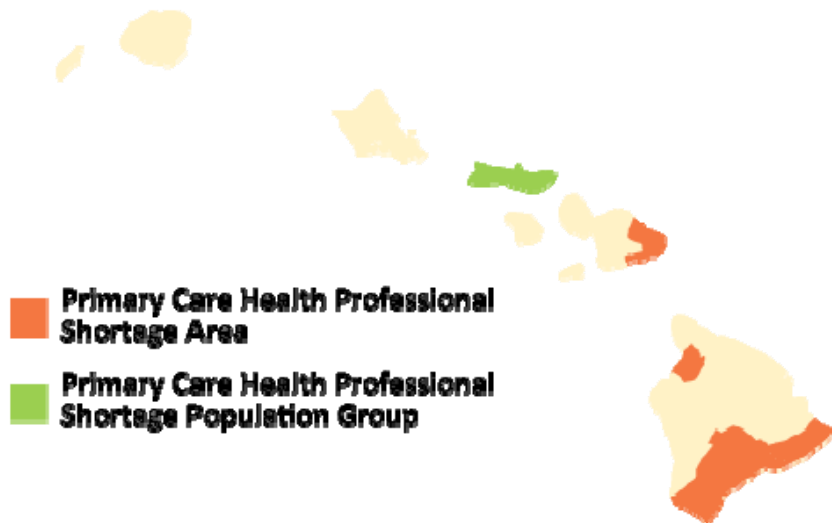 Primary Care Health Professional
Shortage Area
Primary Care Health Professional
Shortage Population Group